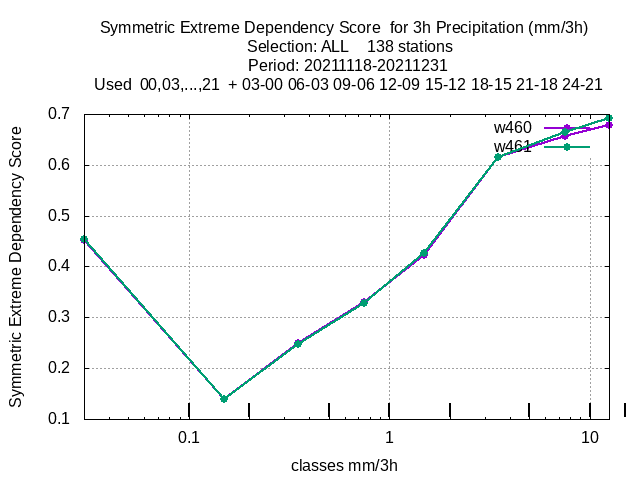 Symmetric Extreme Dependency Score  for 3h Precipitation (mm/3h)
Selection: ALL    138 stations
Period: 20211118-20211231
Used  00,03,...,21  + 03-00 06-03 09-06 12-09 15-12 18-15 21-18 24-21
w460
w461
0.7
0.6
0.5
0.4
0.3
0.2
0.1
Symmetric Extreme Dependency Score
0.1
1
10
classes mm/3h